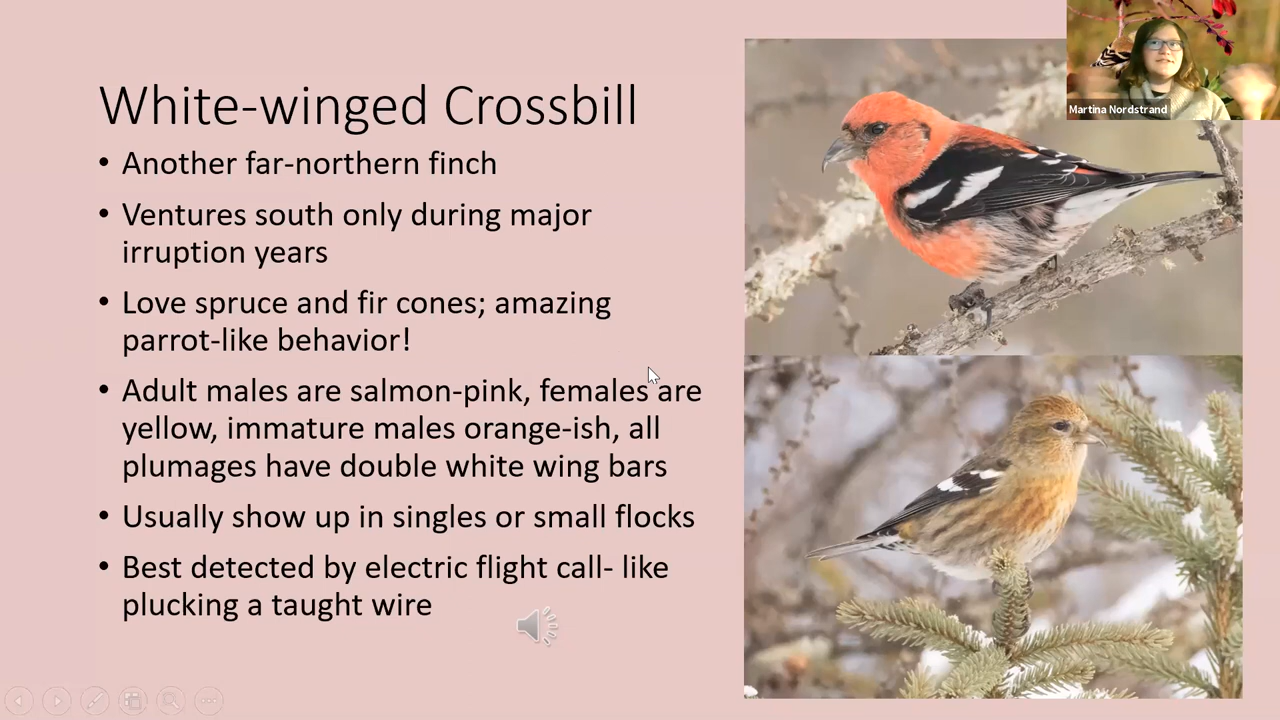 White-winged Crossbill
• Another far-northern finch
• Ventures south only during major
irruption years
• Love spruce and fir cones; amazing
parrot-like behavior!
• Adult males are salmon-pink, females are
yellow, immature males orange-ish, all
plumages have double white wing bars
• Usually show up in singles or small flocks
• Best detected by electric flight call- like
plucking a taught wire
Martina Nordstrand